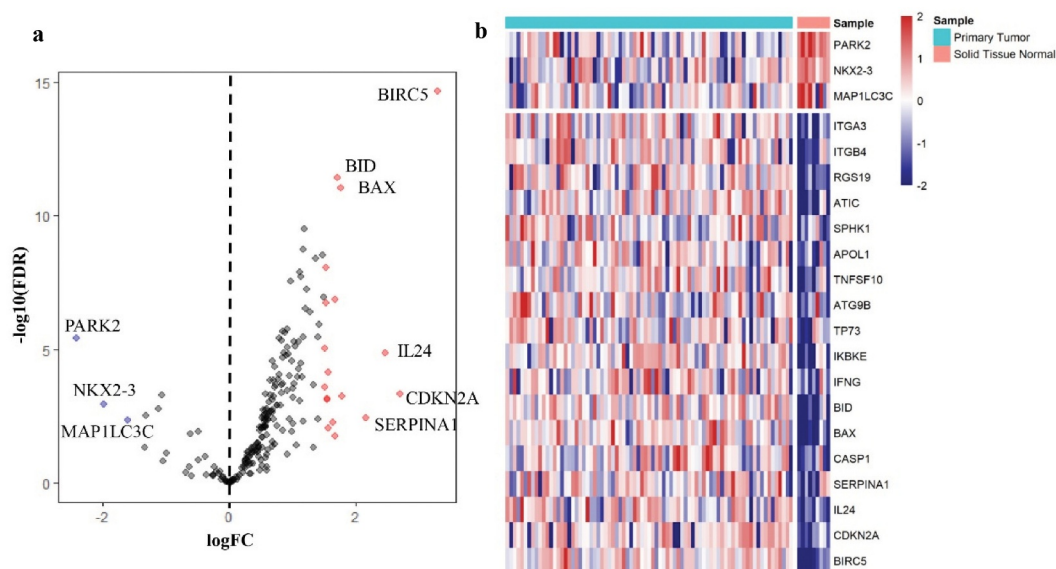 a
15
10
5
0
-log10(FDR)
-2
0
2
logFC
BIRC5
BID
BAX
PARK2
IL24
NKX2-3
CDKN2A
MAP1LC3C
SERPINA1
b
Sample
PARK2
NKX2-3
MAP1LC3C
ITGA3
ITGB4
RGS19
ATIC
SPHK1
APOL1
TNFSF10
ATG9B
TP73
IKBKE
IFNG
BID
BAX
CASP1
SERPINA1
IL24
CDKN2A
BIRC5
2
1
0
-1
-2
Sample
Primary Tumor
Solid Tissue Normal